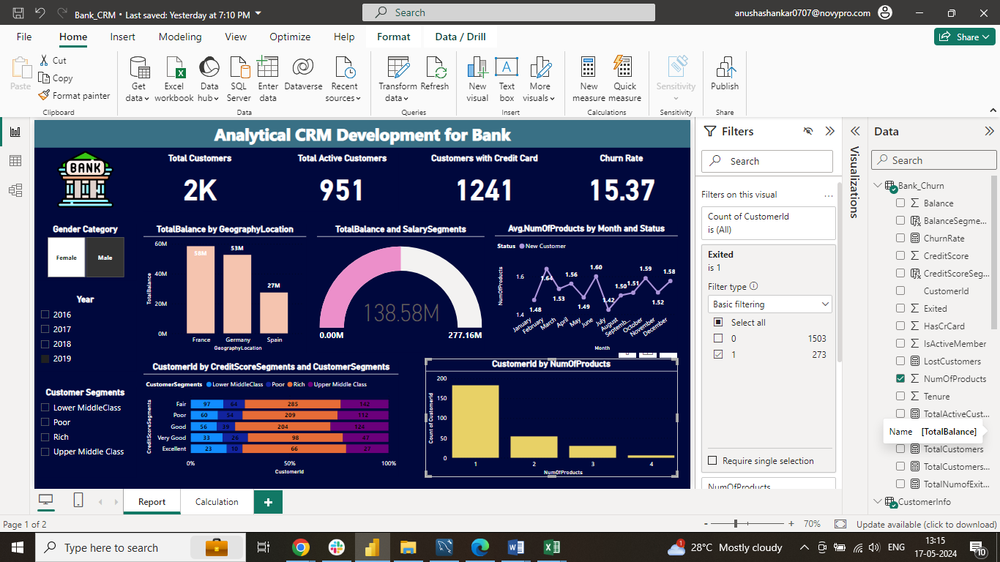 Bank_CRM • Last saved: Yesterday at 7:10 PM
Search
anushashankar0707@novypro.com
File
Home
Insert
Modeling
View
Optimize
Help
Format
Data / Drill
Share
Paste
Cut
Copy
Format painter
Get data
Excel workbook
Data hub
SQL Server
Enter data
Dataverse
Recent sources
Transform data
Refresh
New visual
Text box
More visuals
New measure
Quick measure
Sensitivity
Publish
Clipboard
Data
Queries
Insert
Calculations
Sensitivity
Share
Analytical CRM Development for Bank
BANK
Total Customers
2K
Total Active Customers
951
Customers with Credit Card
1241
Churn Rate
15.37
Gender Category
Female
Male
Year
2016
2017
2018
2019
Customer Segments
Lower MiddleClass
Poor
Rich
Upper Middle Class
TotalBalance by GeographyLocation
TotalBalance
60M
40M
20M
0M
58M
53M
27M
France
Germany
Spain
GeographyLocation
TotalBalance and SalarySegments
138.58M
0.00M
277.16M
Avg.NumOfProducts by Month and Status
Status
New Customer
NumOfProducts
1.6
1.4
1.48
1.64
1.53
1.56
1.49
1.60
1.42
1.50
1.51
1.59
1.52
1.58
January
February
March
April
May
June
July
August
Septemb...
October
November
December
Month
CustomerId by CreditScoreSegments and CustomerSegments
CustomerSegments
Lower MiddleClass
Poor
Rich
Upper Middle Class
CreditScoreSegments
Fair 97 64 285 142
Poor 60 54 209 112
Good 56 39 204 124
Very Good 33 26 98 47
Excellent 23 10 66 27
0%
50%
100%
CustomerId
CustomerId by NumOfProducts
Count of CustomerId
200
150
100
50
0
1
2
3
4
NumOfProducts
Filters
Search
Filters on this visual
...
Count of CustomerId
is (All)
Exited
is 1
Filter type
Basic filtering
Select all
0 1503
1 273
Require single selection
NumOfProducts
Visualizations
Data
Search
Bank_Churn
Balance
BalanceSegme...
ChurnRate
CreditScore
CreditScoreSeg...
CustomerId
Exited
HasCrCard
IsActiveMember
LostCustomers
NumOfProducts
Tenure
TotalActiveCust...
Name [TotalBalance]
TotalCustomers
TotalCustomers...
TotalNumofExit...
CustomerInfo
Report
Calculation
Page 1 of 2
- + 70%
Update available (click to download)
Type here to search
28°C Mostly cloudy
ENG
13:15
17-05-2024
10